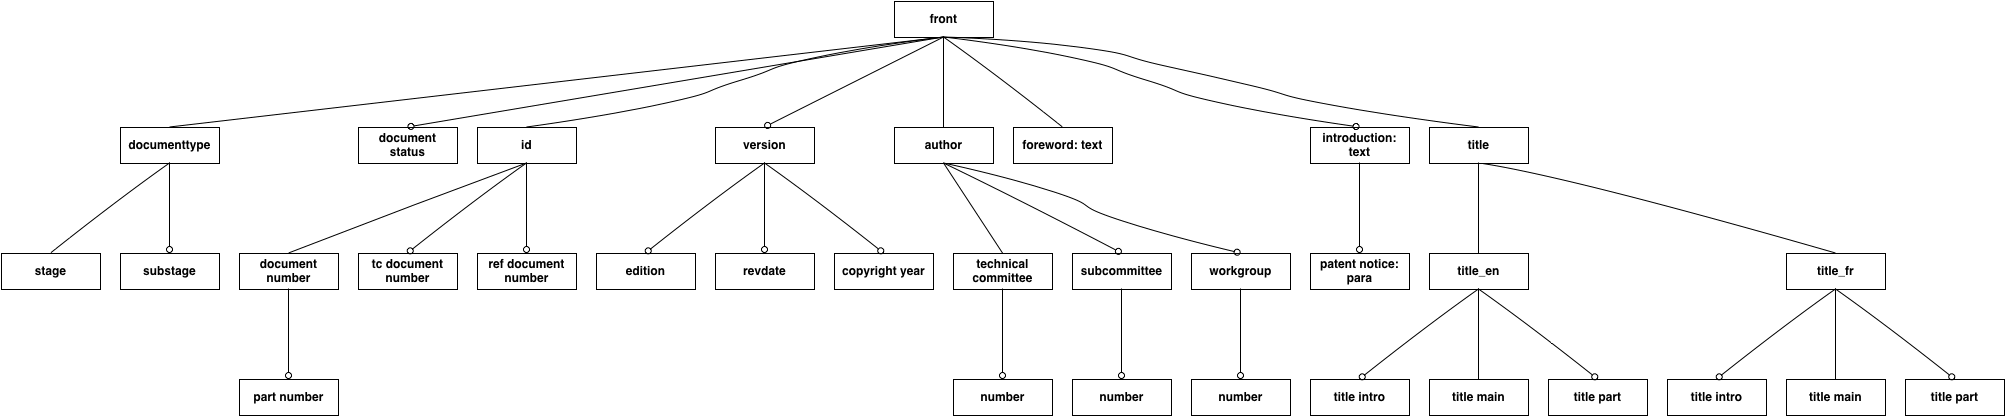 front
documenttype
document
status
id
version
author
foreword: text
introduction:
text
title
stage
substage
document
number
tc document
number
ref document
number
edition
revdate
copyright year
technical
committee
subcommittee
workgroup
patent notice:
para
title_en
title_fr
part number
number
number
number
title intro
title main
title part
title intro
title main
title part